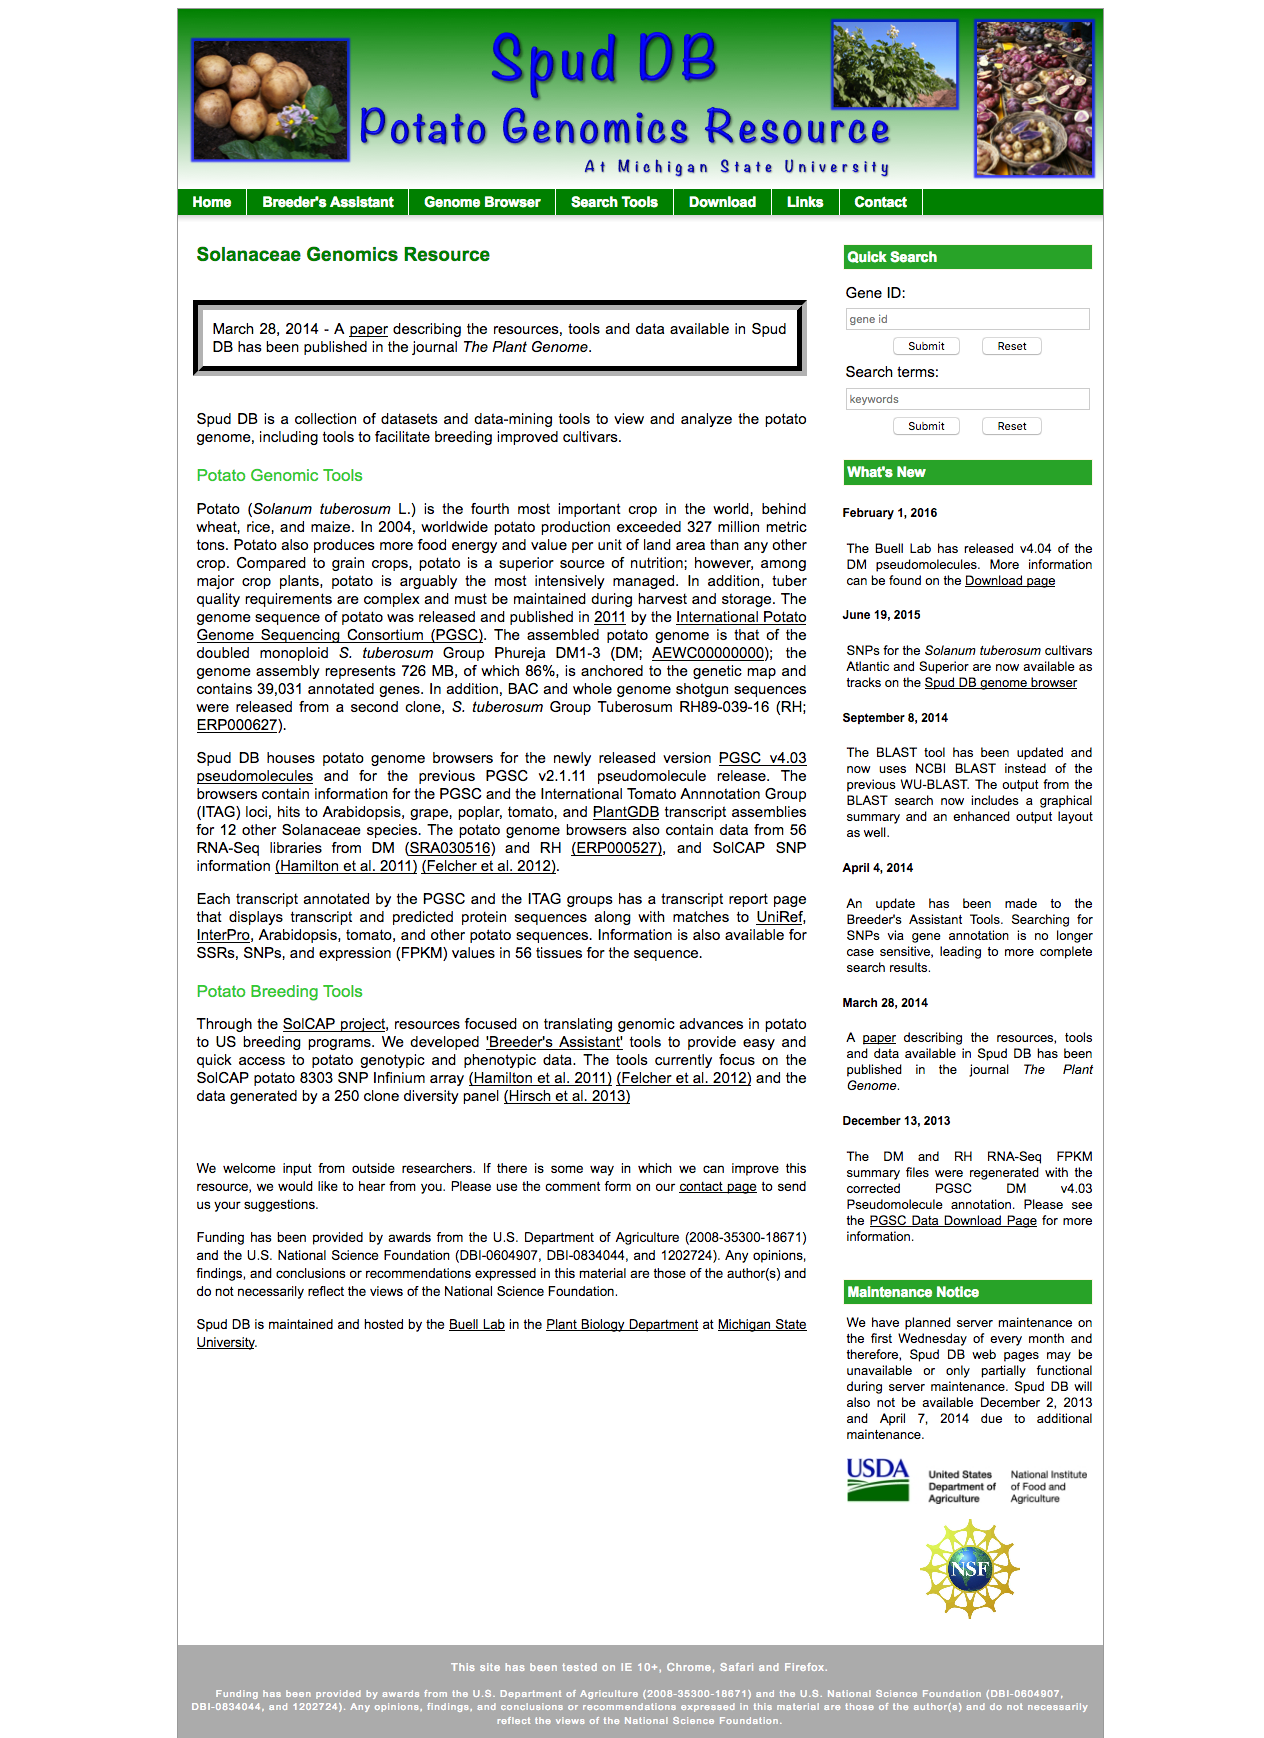 Spud DB
Potato Genomics Resource
At Michigan State University
Home Breeder's Assistant Genome Browser Search Tools Download Links Contact
Solanaceae Genomics Resource
March 28, 2014 - A paper describing the resources, tools and data available in Spud
DB has been published in the journal The Plant Genome.
Spud DB is a collection of datasets and data-mining tools to view and analyze the potato
genome, including tools to facilitate breeding improved cultivars.
Potato Genomic Tools
Potato (Solanum tuberosum L.) is the fourth most important crop in the world, behind
wheat, rice, and maize. In 2004, worldwide potato production exceeded 327 million metric
tons. Potato also produces more food energy and value per unit of land area than any other
crop. Compared to grain crops, potato is a superior source of nutrition; however, among
major crop plants, potato is arguably the most intensively managed. In addition, tuber
quality requirements are complex and must be maintained during harvest and storage. The
genome sequence of potato was released and published in 2011 by the International Potato
Genome Sequencing Consortium (PGSC). The assembled potato genome is that of the
doubled monoploid S. tuberosum Group Phureja DM1-3 (DM; AEWC00000000); the
genome assembly represents 726 MB, of which 86%, is anchored to the genetic map and
contains 39,031 annotated genes. In addition, BAC and whole genome shotgun sequences
were released from a second clone, S. tuberosum Group Tuberosum RH89-039-16 (RH;
ERP000627).
Spud DB houses potato genome browsers for the newly released version PGSC v4.03
pseudomolecules and for the previous PGSC v2.1.11 pseudomolecule release. The
browsers contain information for the PGSC and the International Tomato Annnotation Group
(ITAG) loci, hits to Arabidopsis, grape, poplar, tomato, and PlantGDB transcript assemblies
for 12 other Solanaceae species. The potato genome browsers also contain data from 56
RNA-Seq libraries from DM (SRA030516) and RH (ERP000527), and SolCAP SNP
information (Hamilton et al. 2011) (Felcher et al. 2012).
Each transcript annotated by the PGSC and the ITAG groups has a transcript report page
that displays transcript and predicted protein sequences along with matches to UniRef,
InterPro, Arabidopsis, tomato, and other potato sequences. Information is also available for
SSRs, SNPs, and expression (FPKM) values in 56 tissues for the sequence.
Potato Breeding Tools
Through the SolCAP project, resources focused on translating genomic advances in potato
to US breeding programs. We developed 'Breeder's Assistant' tools to provide easy and
quick access to potato genotypic and phenotypic data. The tools currently focus on the
SolCAP potato 8303 SNP Infinium array (Hamilton et al. 2011) (Felcher et al. 2012) and the
data generated by a 250 clone diversity panel (Hirsch et al. 2013)
We welcome input from outside researchers. If there is some way in which we can improve this
resource, we would like to hear from you. Please use the comment form on our contact page to send
us your suggestions.
Funding has been provided by awards from the U.S. Department of Agriculture (2008-35300-18671)
and the U.S. National Science Foundation (DBI-0604907, DBI-0834044, and 1202724). Any opinions,
findings, and conclusions or recommendations expressed in this material are those of the author(s) and
do not necessarily reflect the views of the National Science Foundation.
Spud DB is maintained and hosted by the Buell Lab in the Plant Biology Department at Michigan State
University.
Quick Search
Gene ID:
gene id
Submit Reset
Search terms:
keywords
Submit Reset
What's New
February 1, 2016
The Buell Lab has released v4.04 of the
DM pseudomolecules. More information
can be found on the Download page
June 19, 2015
SNPs for the Solanum tuberosum cultivars
Atlantic and Superior are now available as
tracks on the Spud DB genome browser
September 8, 2014
The BLAST tool has been updated and
now uses NCBI BLAST instead of the
previous WU-BLAST. The output from the
BLAST search now includes a graphical
summary and an enhanced output layout
as well.
April 4, 2014
An update has been made to the
Breeder's Assistant Tools. Searching for
SNPs via gene annotation is no longer
case sensitive, leading to more complete
search results.
March 28, 2014
A paper describing the resources, tools
and data available in Spud DB has been
published in the journal The Plant
Genome.
December 13, 2013
The DM and RH RNA-Seq FPKM
summary files were regenerated with the
corrected PGSC DM v4.03
Pseudomolecule annotation. Please see
the PGSC Data Download Page for more
information.
Maintenance Notice
We have planned server maintenance on
the first Wednesday of every month and
therefore, Spud DB web pages may be
unavailable or only partially functional
during server maintenance. Spud DB will
also not be available December 2, 2013
and April 7, 2014 due to additional
maintenance.
USDA
United States
Department of
Agriculture
National Institute
of Food and
Agriculture
NSF
This site has been tested on IE 10+, Chrome, Safari and Firefox.
Funding has been provided by awards from the U.S. Department of Agriculture (2008-35300-18671) and the U.S. National Science Foundation (DBI-0604907,
DBI-0834044, and 1202724). Any opinions, findings, and conclusions or recommendations expressed in this material are those of the author(s) and do not necessarily
reflect the views of the National Science Foundation.